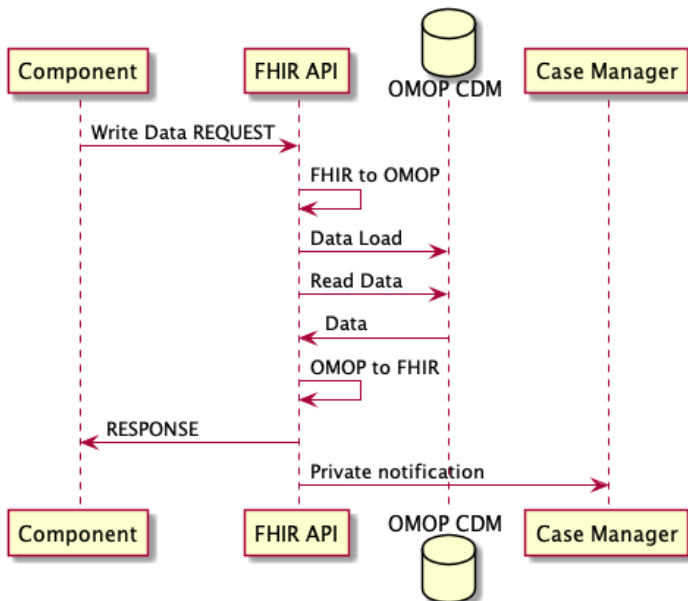 Component
FHIR API
OMOP CDM
Case Manager
Write Data REQUEST
FHIR to OMOP
Data Load
Read Data
Data
OMOP to FHIR
RESPONSE
Private notification
Component
FHIR API
OMOP CDM
Case Manager